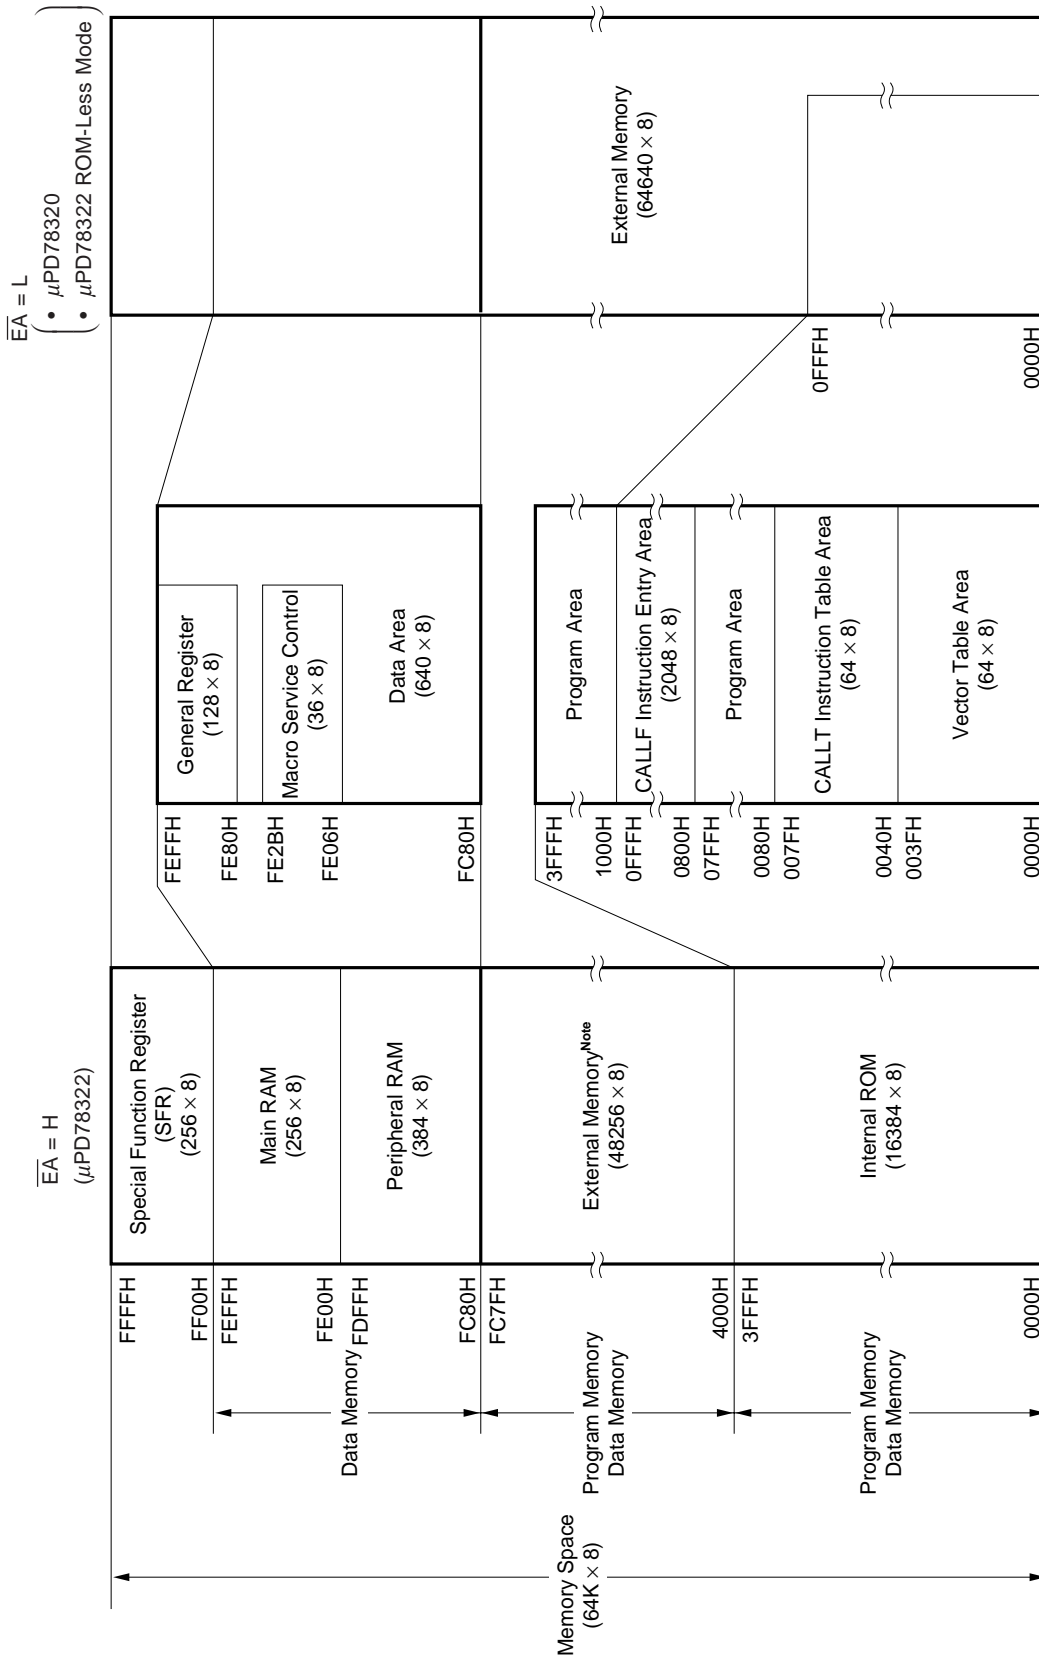 EA = H
(μPD78322)
EA = L
• μPD78320
• μPD78322 ROM-Less Mode
Memory Space
(64K × 8)
Data Memory
Program Memory
Data Memory
Program Memory
Data Memory
FFFFH
FF00H
FEFFH
FE00H
FDFFH
FC80H
FC7FH
4000H
3FFFH
0000H
Special Function Register
(SFR)
(256 × 8)
Main RAM
(256 × 8)
Peripheral RAM
(384 × 8)
External Memory Note
(48256 × 8)
Internal ROM
(16384 × 8)
FEFFH
FE80H
FE2BH
FE06H
FC80H
General Register
(128 × 8)
Macro Service Control
(36 × 8)
Data Area
(640 × 8)
3FFFH
1000H
0FFFH
0800H
07FFH
0080H
007FH
0040H
003FH
0000H
Program Area
CALLF Instruction Entry Area
(2048 × 8)
Program Area
CALLT Instruction Table Area
(64 × 8)
Vector Table Area
(64 × 8)
External Memory
(64640 × 8)
0FFFH
0000H